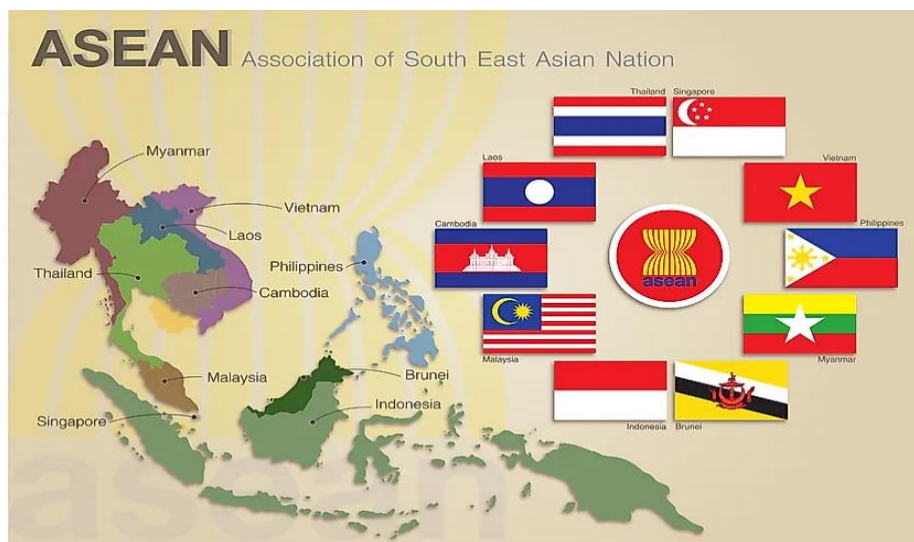 ASEAN Association of South East Asian Nation
Myanmar
Vietnam
Laos
Thailand
Philippines
Cambodia
Malaysia
Brunei
Singapore
Indonesia
asean
Thailand Singapore
Laos
Vietnam
Cambodia
Philippines
asean
Malaysia
Myanmar
Indonesia Brunei